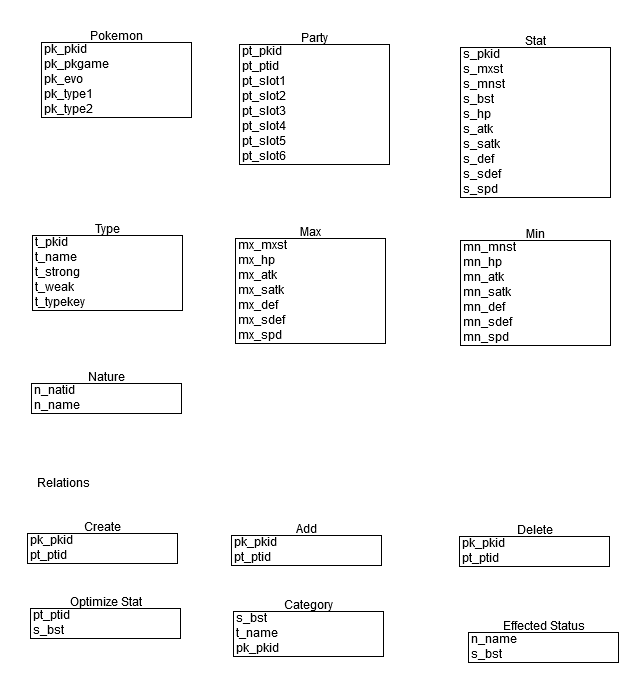 Pokemon
pk_pkid
pk_pkgame
pk_evo
pk_type1
pk_type2
Party
pt_pkid
pt_ptid
pt_slot1
pt_slot2
pt_slot3
pt_slot4
pt_slot5
pt_slot6
Stat
s_pkid
s_mxst
s_mnst
s_bst
s_hp
s_atk
s_satk
s_def
s_sdef
s_spd
Type
t_pkid
t_name
t_strong
t_weak
t_typekey
Max
mx_mxst
mx_hp
mx_atk
mx_satk
mx_def
mx_sdef
mx_spd
Min
mn_mnst
mn_hp
mn_atk
mn_satk
mn_def
mn_sdef
mn_spd
Nature
n_natid
n_name
Relations
Create
pk_pkid
pt_ptid
Add
pk_pkid
pt_ptid
Delete
pk_pkid
pt_ptid
Optimize Stat
pt_ptid
s_bst
Category
s_bst
t_name
pk_pkid
Effected Status
n_name
s_bst